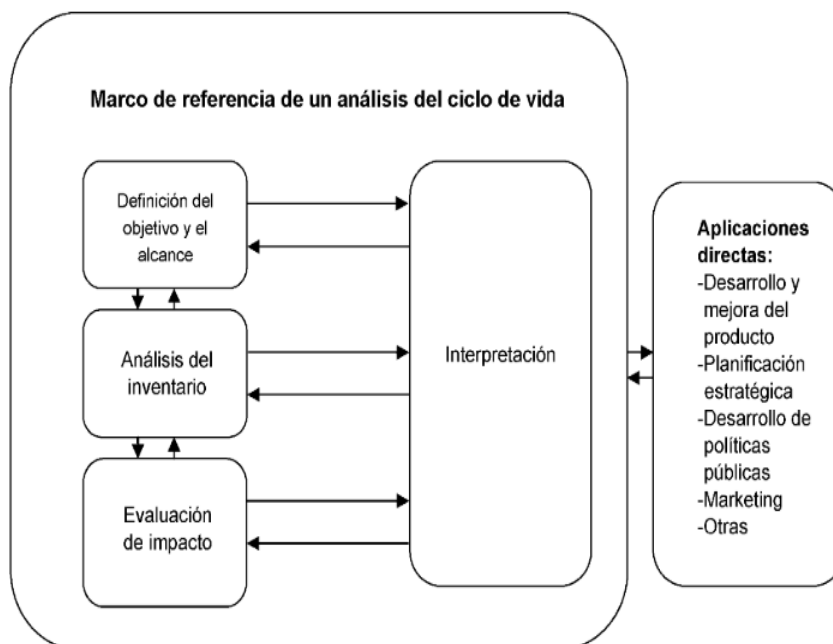 Marco de referencia de un análisis del ciclo de vida
Definición del
objetivo y el
alcance
Análisis del
inventario
Evaluación
de impacto
Interpretación
Aplicaciones
directas:
-Desarrollo y
mejora del
producto
-Planificación
estratégica
-Desarrollo de
políticas
públicas
-Marketing
-Otras